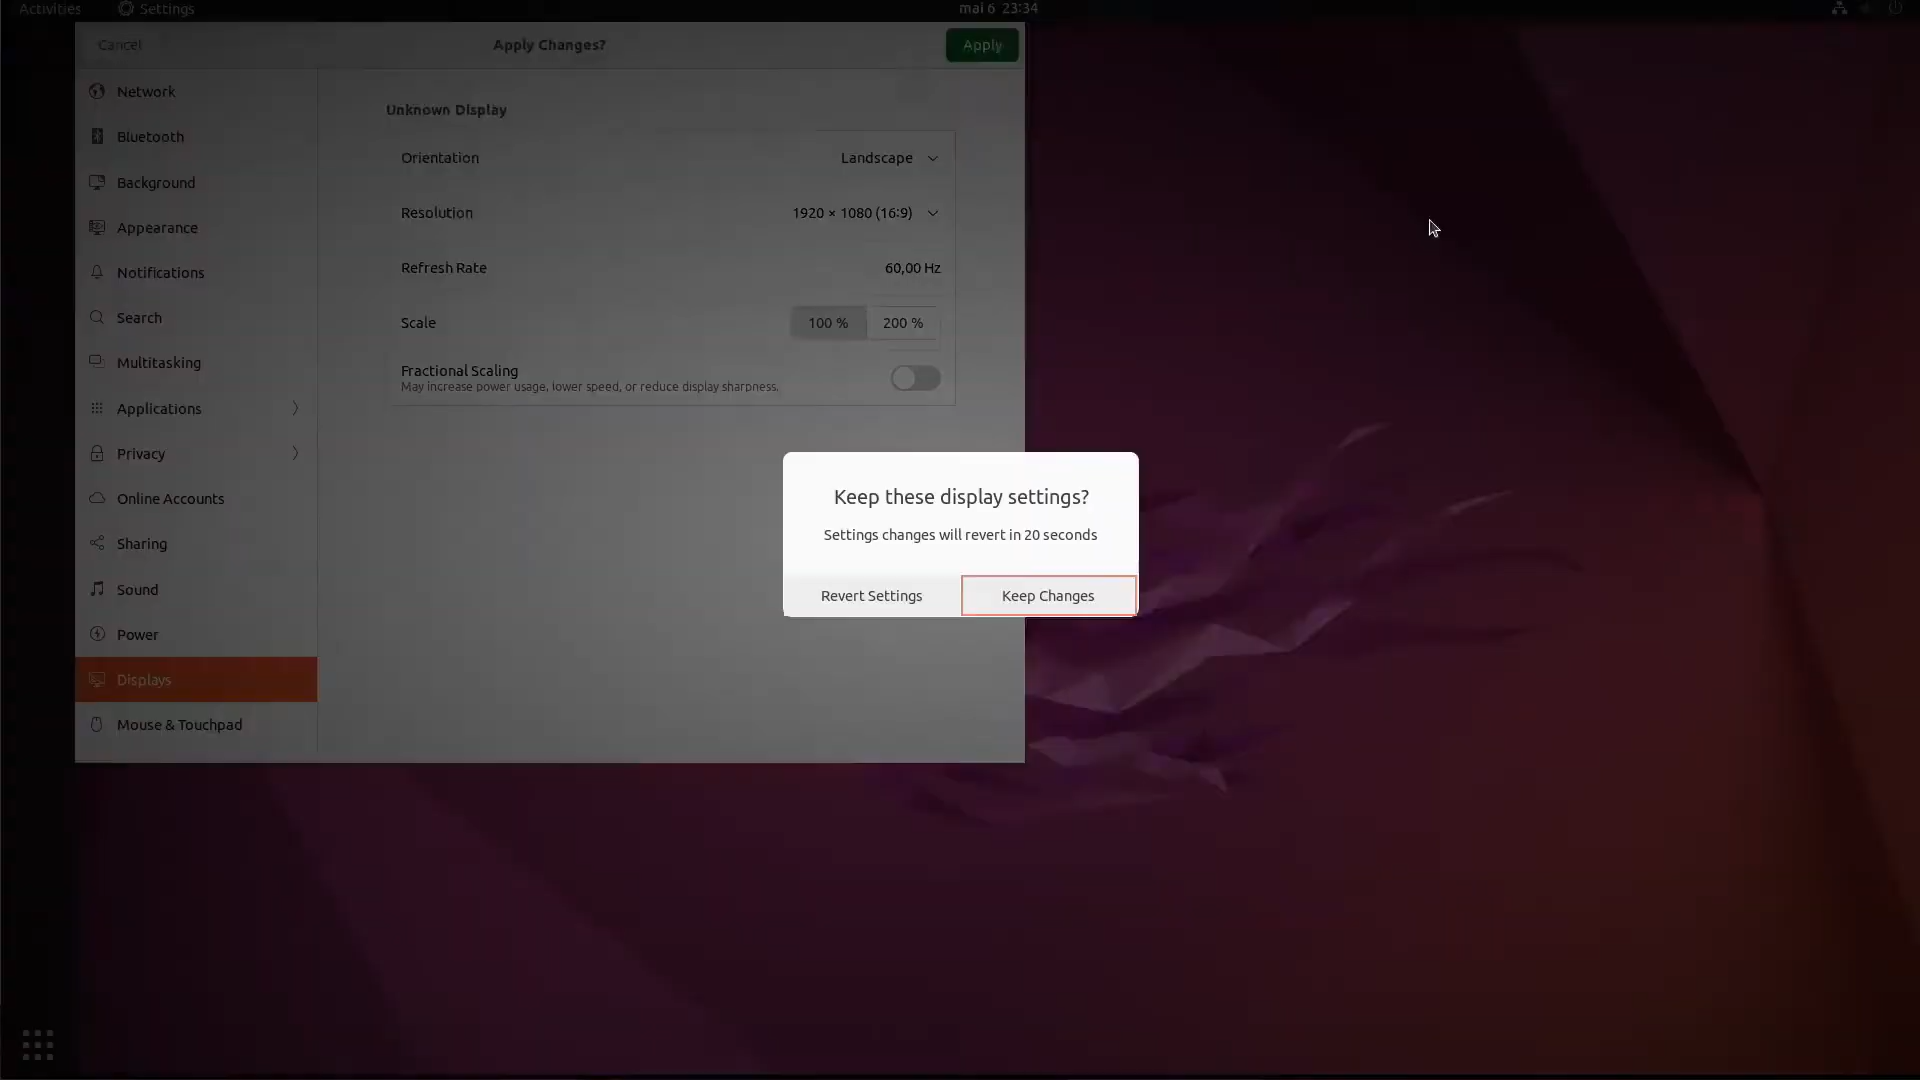 Activities Settings mai 6 23:34
Cancel Apply Changes? Apply
Network
Bluetooth
Background
Appearance
Notifications
Search
Multitasking
Applications
Privacy
Online Accounts
Sharing
Sound
Power
Displays
Mouse & Touchpad
Unknown Display
Orientation Landscape
Resolution 1920 × 1080 (16:9)
Refresh Rate 60,00 Hz
Scale 100 % 200 %
Fractional Scaling
May increase power usage, lower speed, or reduce display sharpness.
Keep these display settings?
Settings changes will revert in 20 seconds
Revert Settings Keep Changes